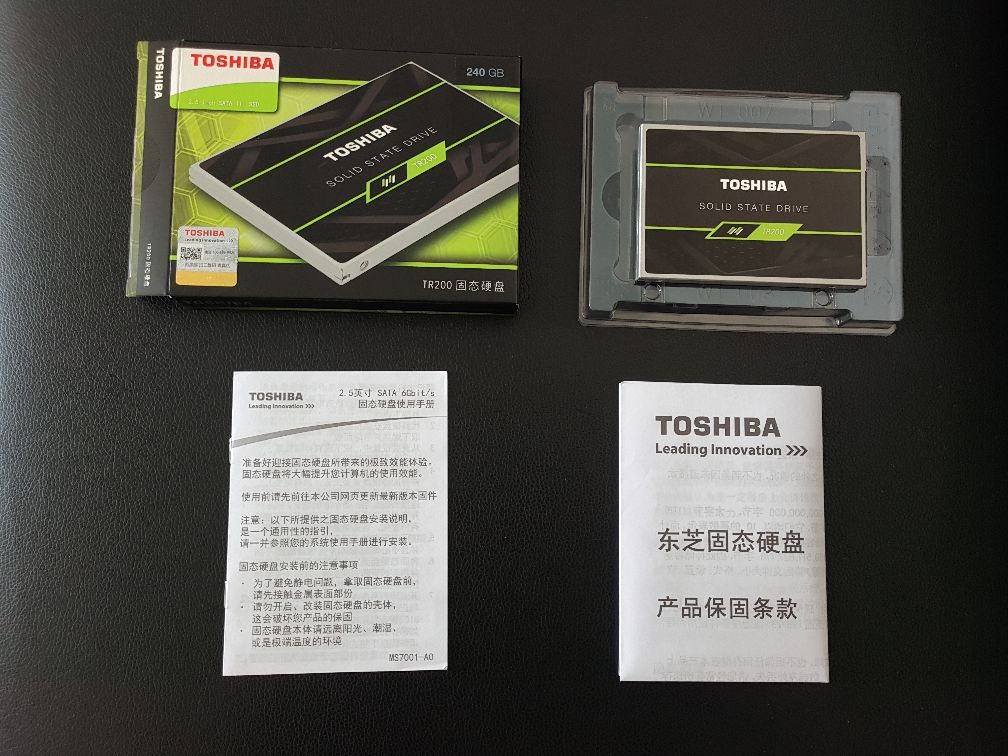 TOSHIBA
TOSHIBA
240 GB
TOSHIBA
SOLID STATE DRIVE
TR200
TOSHIBA
Leading Innovation >>>
TR200 固态硬盘
TOSHIBA
SOLID STATE DRIVE
TR200
TOSHIBA
Leading Innovation >>>
2.5英寸 SATA 6Gbit/s
固态硬盘使用手册
准备好迎接固态硬盘所带来的极致效能体验，
固态硬盘将大幅提升您计算机的使用效能。
使用前请先前往本公司网页更新最新版本固件
注意：以下所提供之固态硬盘安装说明，
是一个通用性的指引，
请一并参照您的系统使用手册进行安装。
固态硬盘安装前的注意事项
· 为了避免静电问题，拿取固态硬盘前，
请先接触金属表面部份
· 请勿开启、改装固态硬盘的壳体，
这会破坏您产品的保固
· 固态硬盘本体请远离阳光、潮湿、
或是极端温度的环境
MS7001-A0
TOSHIBA
Leading Innovation >>>
东芝固态硬盘
产品保固条款